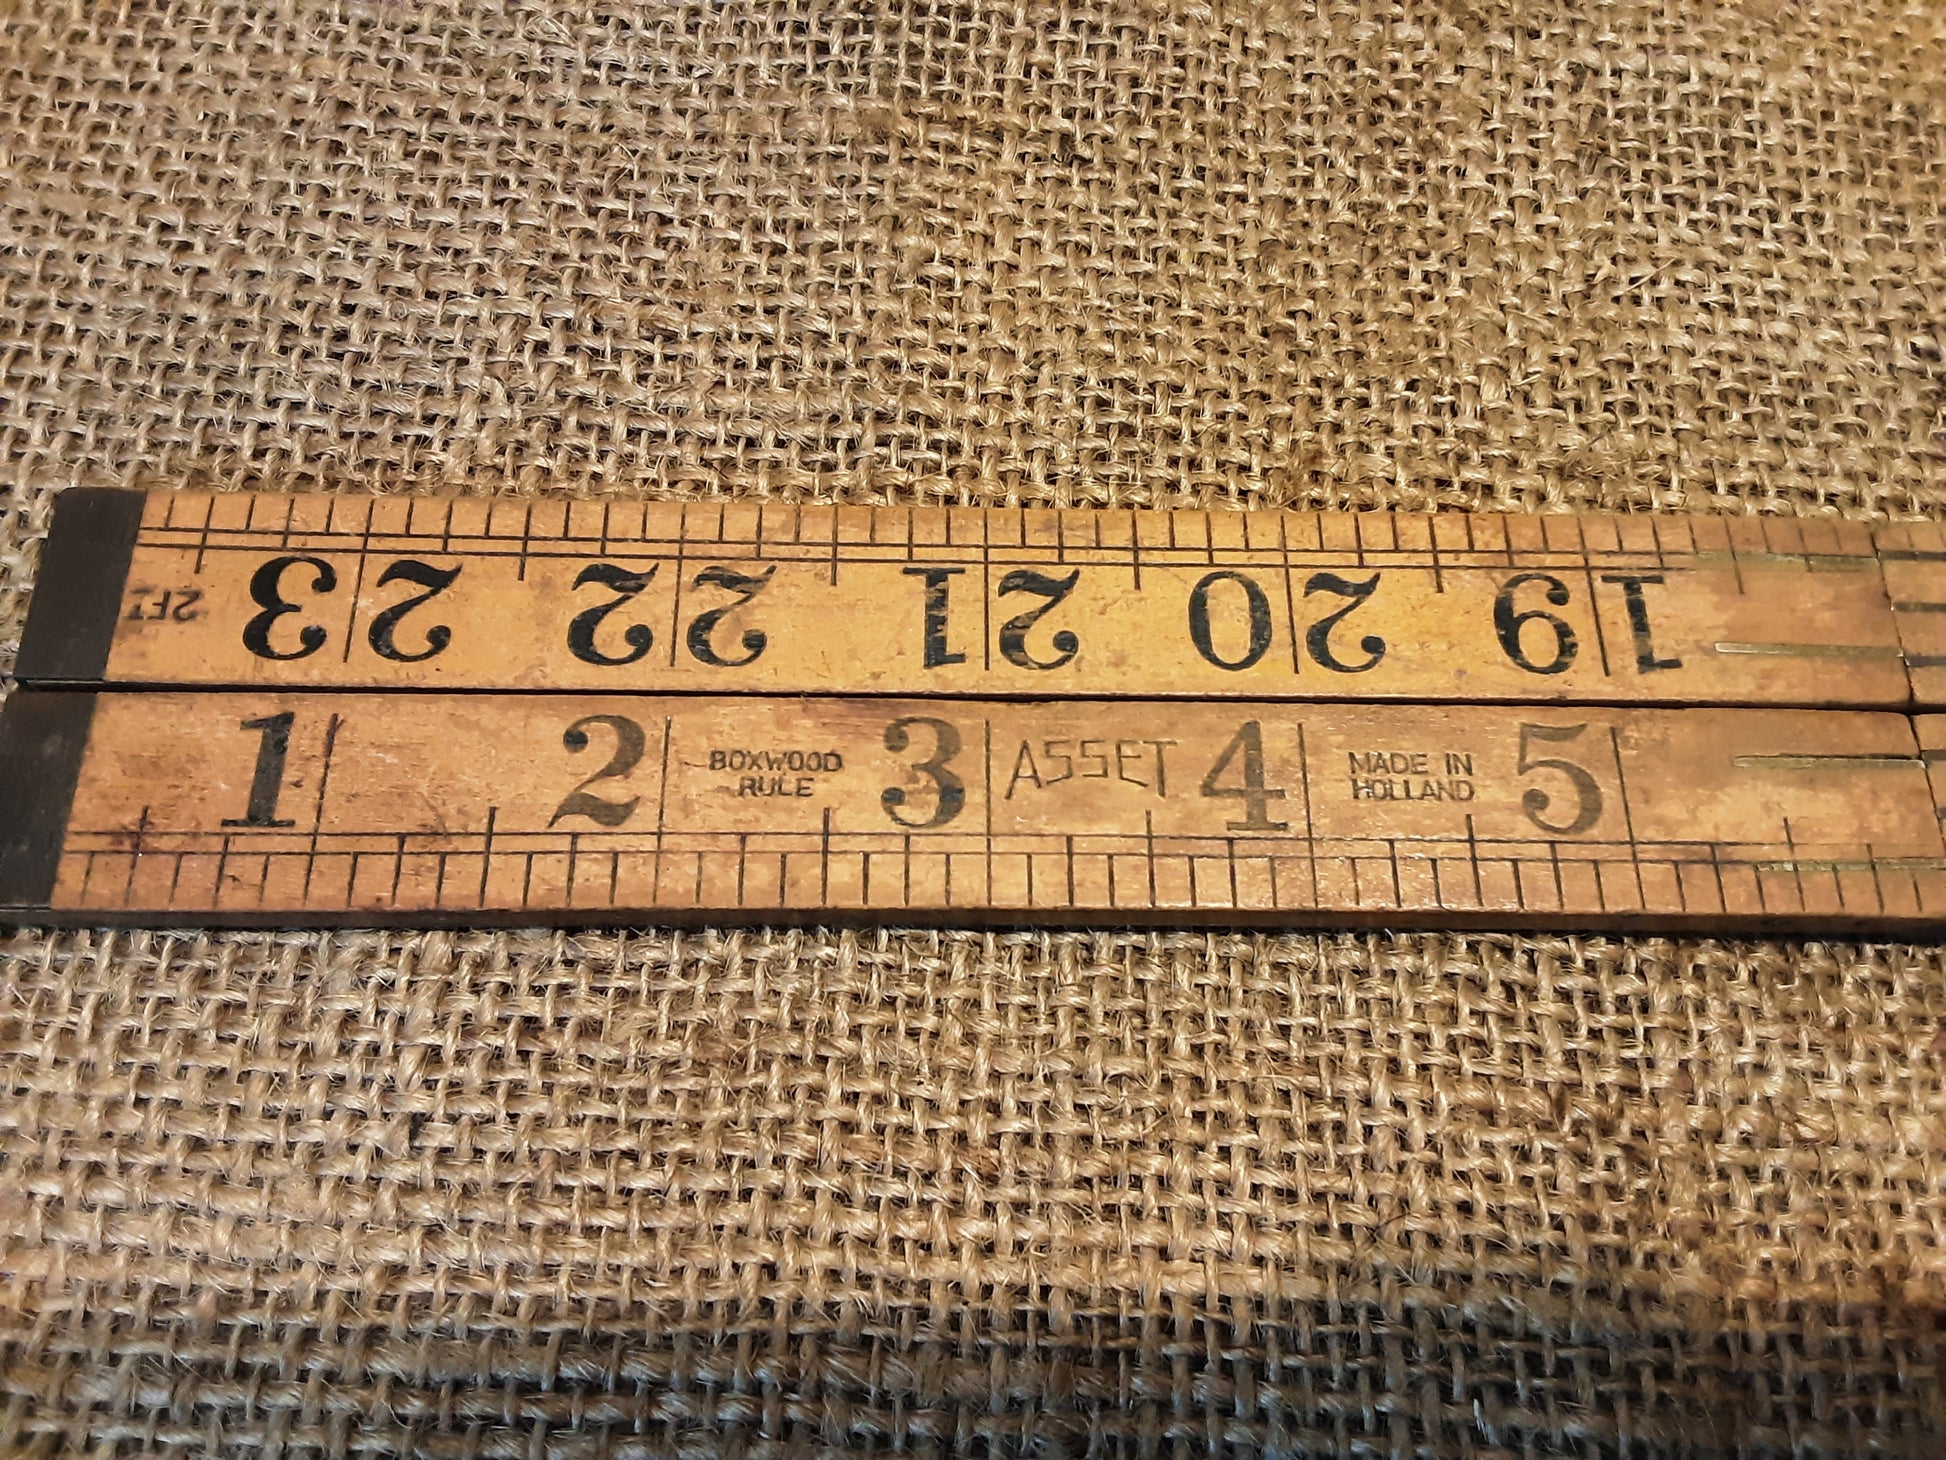 2FT 23 22 21 20 19
1 2 BOXWOOD 3 ASSET 4 MADE IN 5
RULE HOLLAND